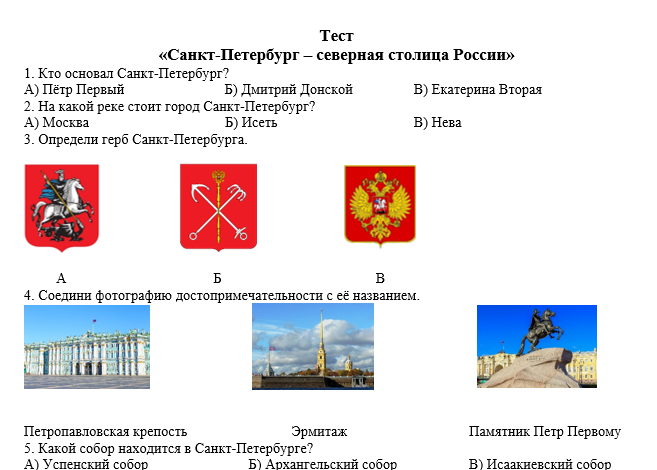 Тест
«Санкт-Петербург – северная столица России»
1. Кто основал Санкт-Петербург?
А) Пётр Первый Б) Дмитрий Донской В) Екатерина Вторая
2. На какой реке стоит город Санкт-Петербург?
А) Москва Б) Исеть В) Нева
3. Определи герб Санкт-Петербурга.
А Б В
4. Соедини фотографию достопримечательности с её названием.
Петропавловская крепость Эрмитаж Памятник Петр Первому
5. Какой собор находится в Санкт-Петербурге?
А) Успенский собор Б) Архангельский собор В) Исаакиевский собор